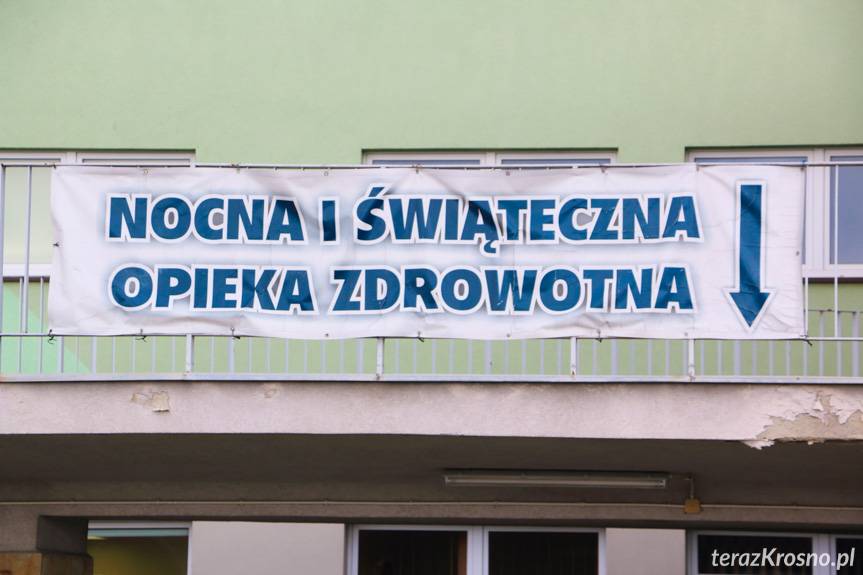 NOCNA I ŚWIĄTECZNA
OPIEKA ZDROWOTNA
terazKrosno.pl